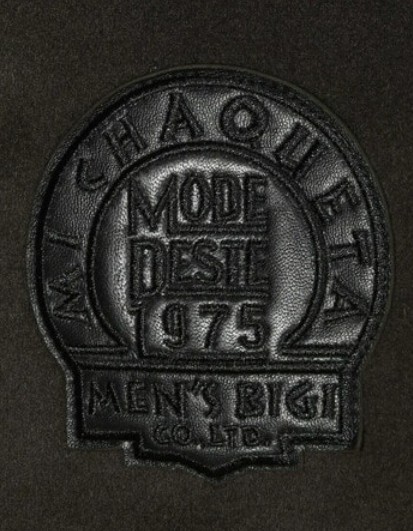 MI CHAQUETA
MODE
DESTE
1975
MEN'S BIGI
CO.,LTD.